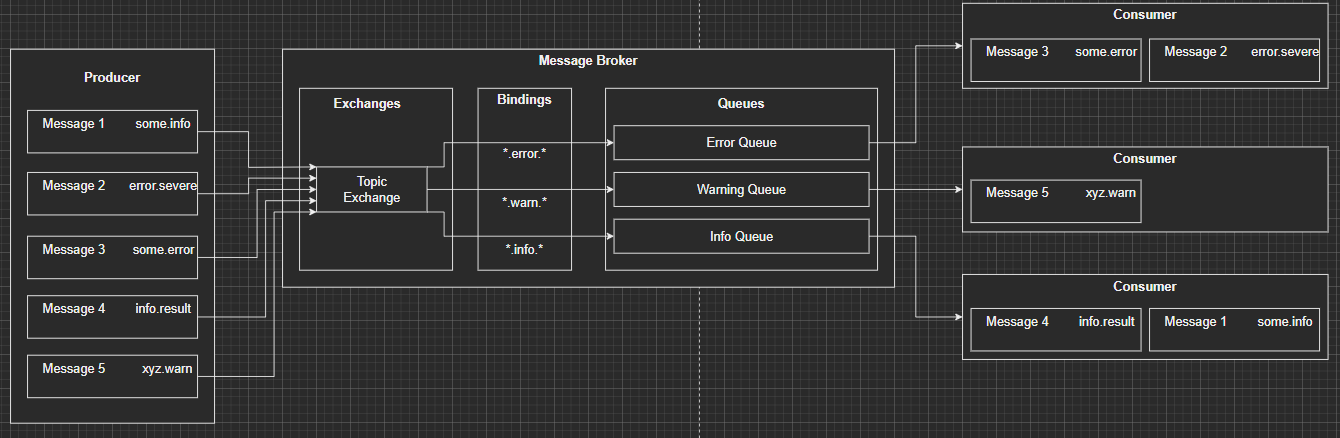 Producer
Message 1 some.info
Message 2 error.severe
Message 3 some.error
Message 4 info.result
Message 5 xyz.warn
Message Broker
Exchanges
Topic
Exchange
Bindings
*.error.*
*.warn.*
*.info.*
Queues
Error Queue
Warning Queue
Info Queue
Consumer
Message 3 some.error Message 2 error.severe
Consumer
Message 5 xyz.warn
Consumer
Message 4 info.result Message 1 some.info